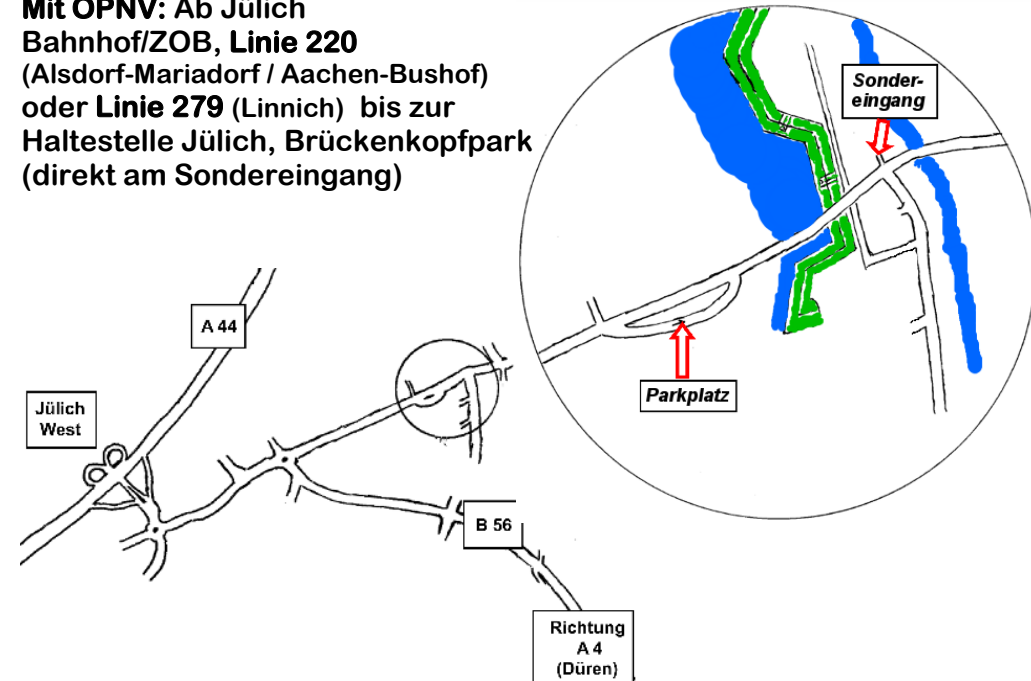 Mit ÖPNV: Ab Jülich
Bahnhof/ZOB, Linie 220
(Alsdorf-Mariadorf / Aachen-Bushof)
oder Linie 279 (Linnich) bis zur
Haltestelle Jülich, Brückenkopfpark
(direkt am Sondereingang)
Sonder-
eingang
Parkplatz
A 44
Jülich
West
B 56
Richtung
A 4
(Düren)